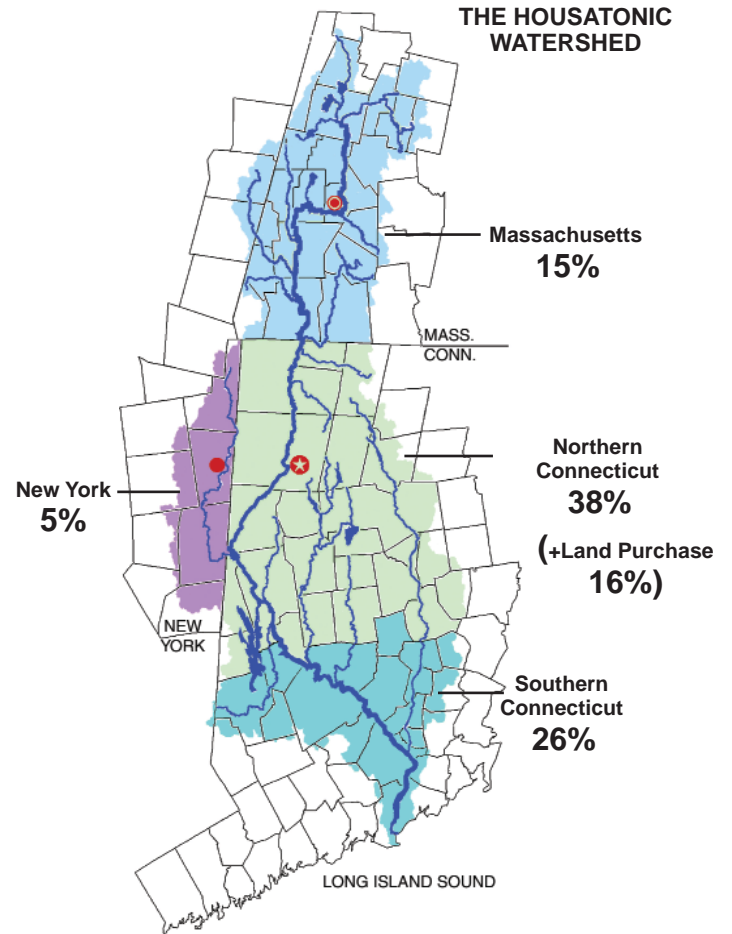 THE HOUSATONIC
WATERSHED
Massachusetts
15%
MASS.
CONN.
Northern
Connecticut
38%
(+Land Purchase
16%)
New York
5%
NEW
YORK
Southern
Connecticut
26%
LONG ISLAND SOUND